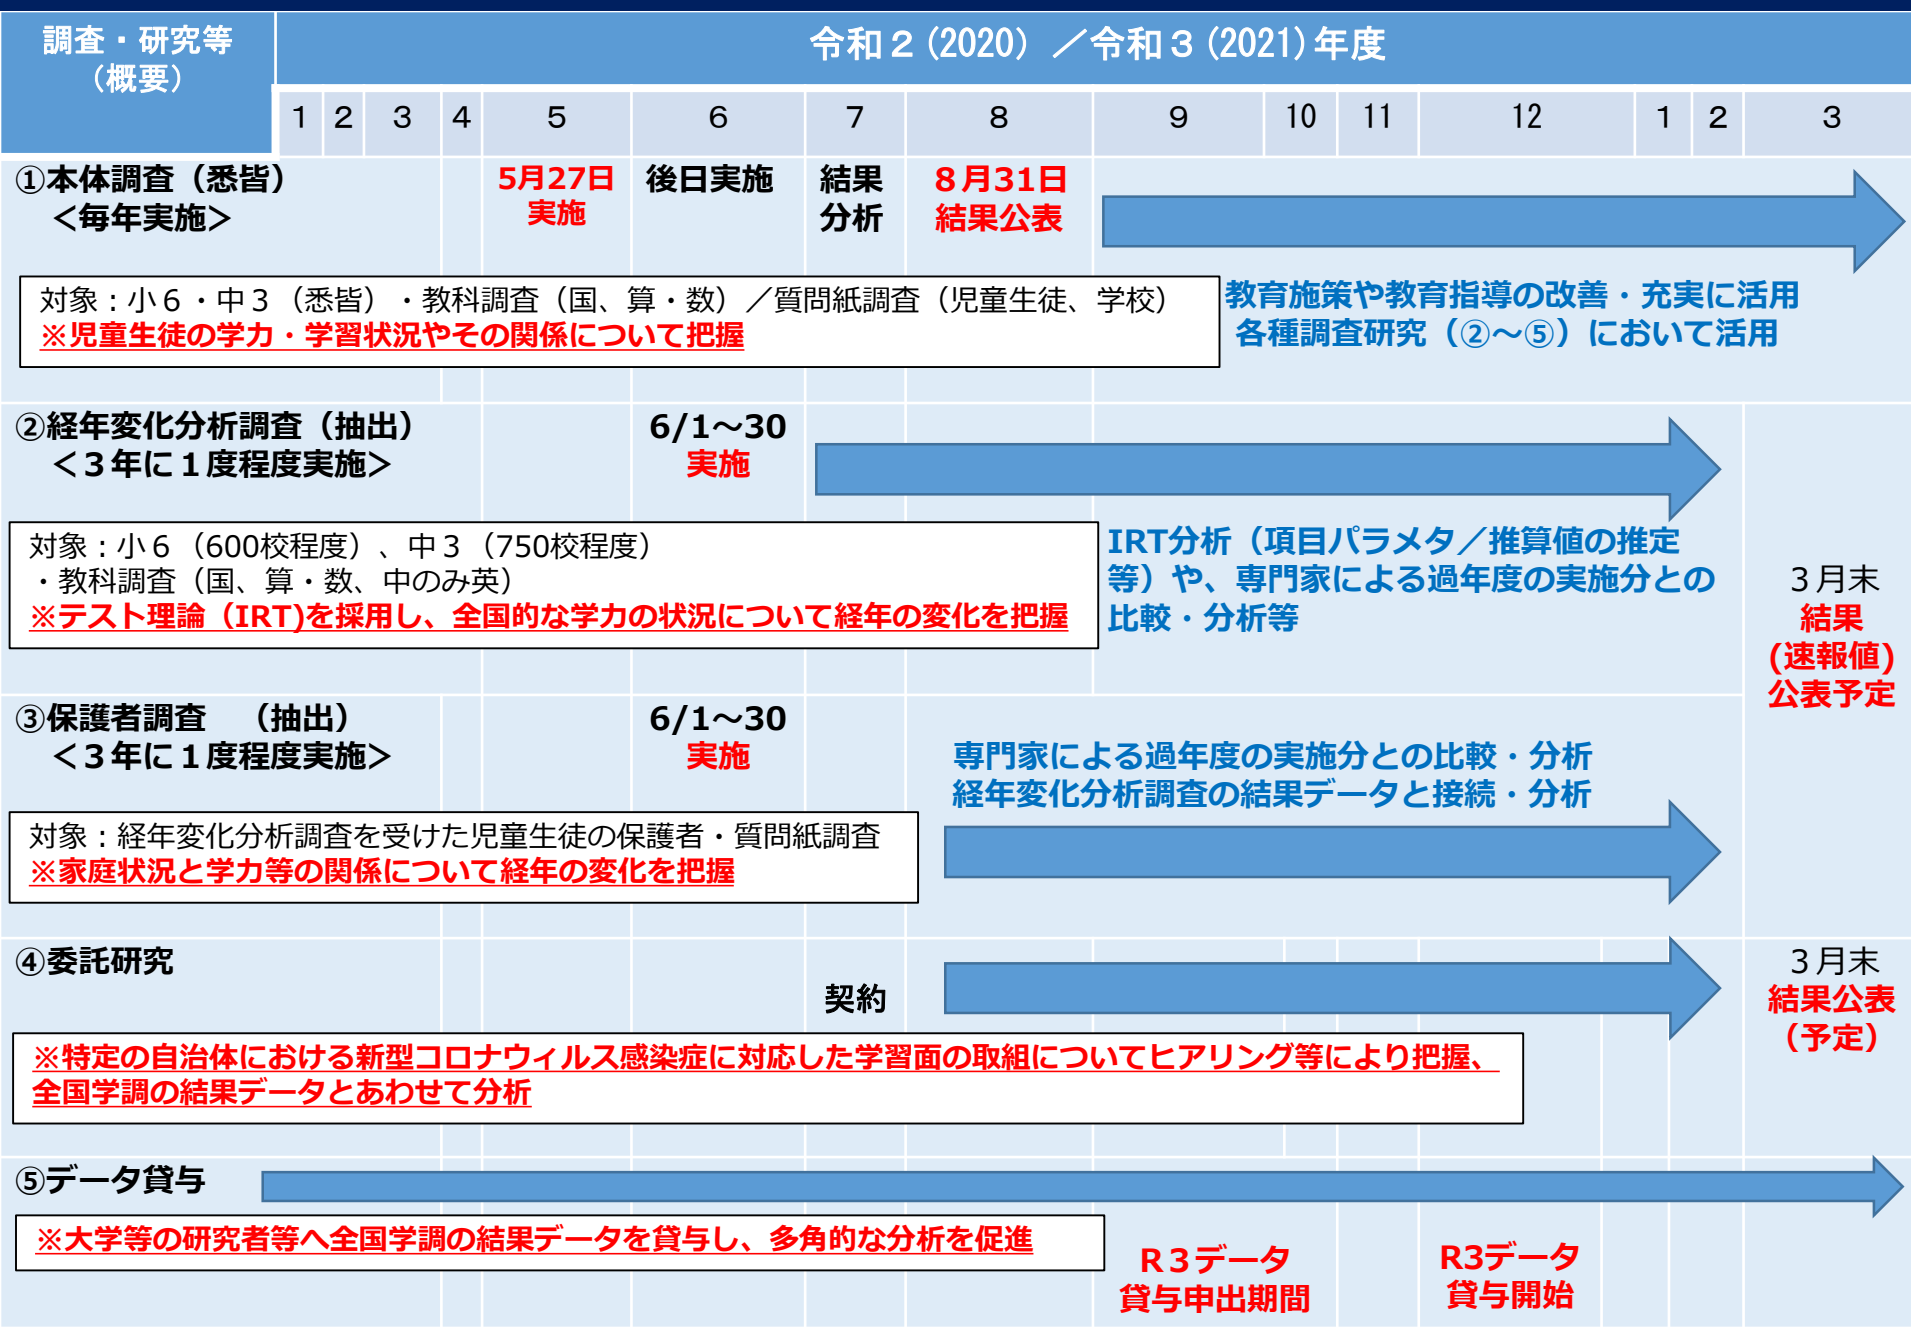 調査・研究等
（概要）
令和２(2020) ／令和３(2021)年度
1 2 3 4 5 6 7 8 9 10 11 12 1 2 3
①本体調査（悉皆）
＜毎年実施＞
5月27日
実施
後日実施
結果
分析
８月31日
結果公表
対象：小６・中３（悉皆）・教科調査（国、算・数）／質問紙調査（児童生徒、学校）
※児童生徒の学力・学習状況やその関係について把握
教育施策や教育指導の改善・充実に活用
各種調査研究（②～⑤）において活用
②経年変化分析調査（抽出）
＜３年に１度程度実施＞
6/1～30
実施
対象：小６（600校程度）、中３（750校程度）
・教科調査（国、算・数、中のみ英）
※テスト理論（IRT)を採用し、全国的な学力の状況について経年の変化を把握
IRT分析（項目パラメタ／推算値の推定
等）や、専門家による過年度の実施分との
比較・分析等
３月末
結果
(速報値)
公表予定
③保護者調査　（抽出）
＜３年に１度程度実施＞
6/1～30
実施
専門家による過年度の実施分との比較・分析
経年変化分析調査の結果データと接続・分析
対象：経年変化分析調査を受けた児童生徒の保護者・質問紙調査
※家庭状況と学力等の関係について経年の変化を把握
④委託研究
契約
３月末
結果公表
（予定）
※特定の自治体における新型コロナウィルス感染症に対応した学習面の取組についてヒアリング等により把握、
全国学調の結果データとあわせて分析
⑤データ貸与
※大学等の研究者等へ全国学調の結果データを貸与し、多角的な分析を促進
R３データ
貸与申出期間
R3データ
貸与開始